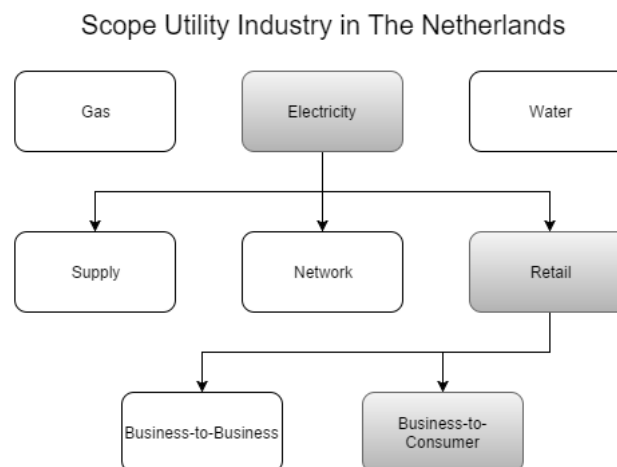 Scope Utility Industry in The Netherlands
Gas
Electricity
Water
Supply
Network
Retail
Business-to-Business
Business-to-
Consumer